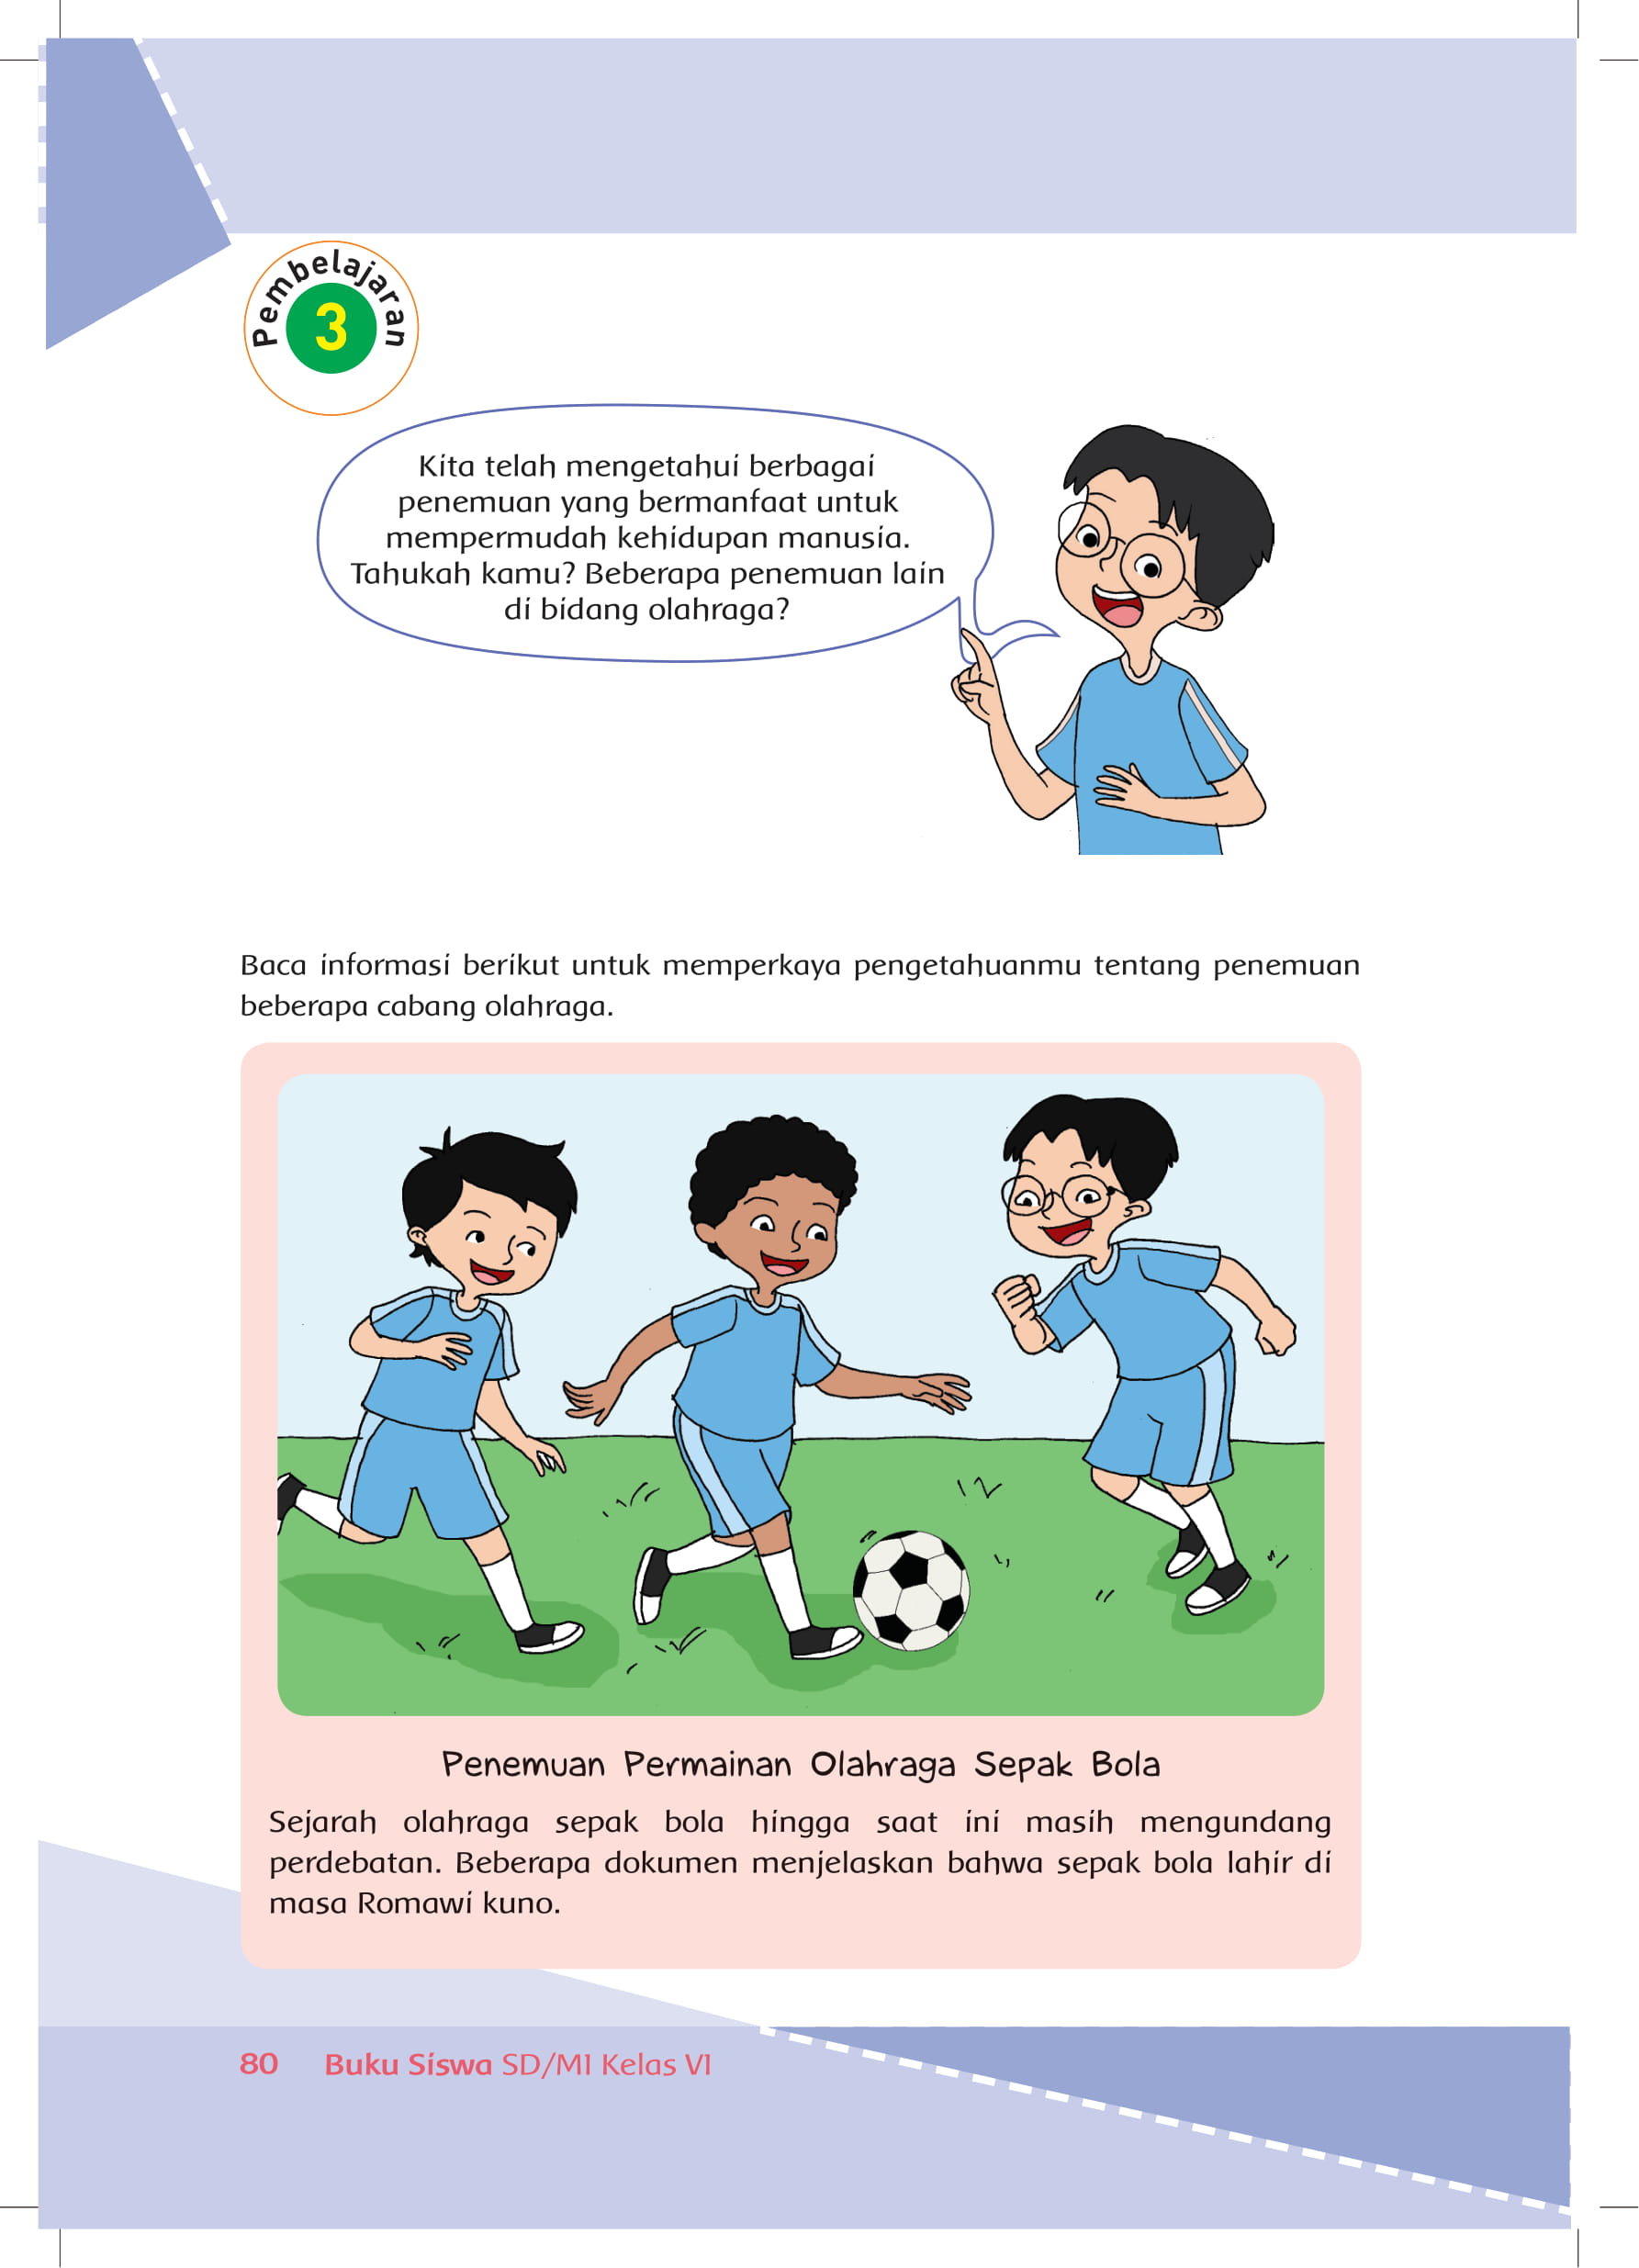 Pembelajaran
3
Kita telah mengetahui berbagai
penemuan yang bermanfaat untuk
mempermudah kehidupan manusia.
Tahukah kamu? Beberapa penemuan lain
di bidang olahraga?
Baca informasi berikut untuk memperkaya pengetahuanmu tentang penemuan
beberapa cabang olahraga.
Penemuan Permainan Olahraga Sepak Bola
Sejarah olahraga sepak bola hingga saat ini masih mengundang
perdebatan. Beberapa dokumen menjelaskan bahwa sepak bola lahir di
masa Romawi kuno.
80 Buku Siswa SD/MI Kelas VI